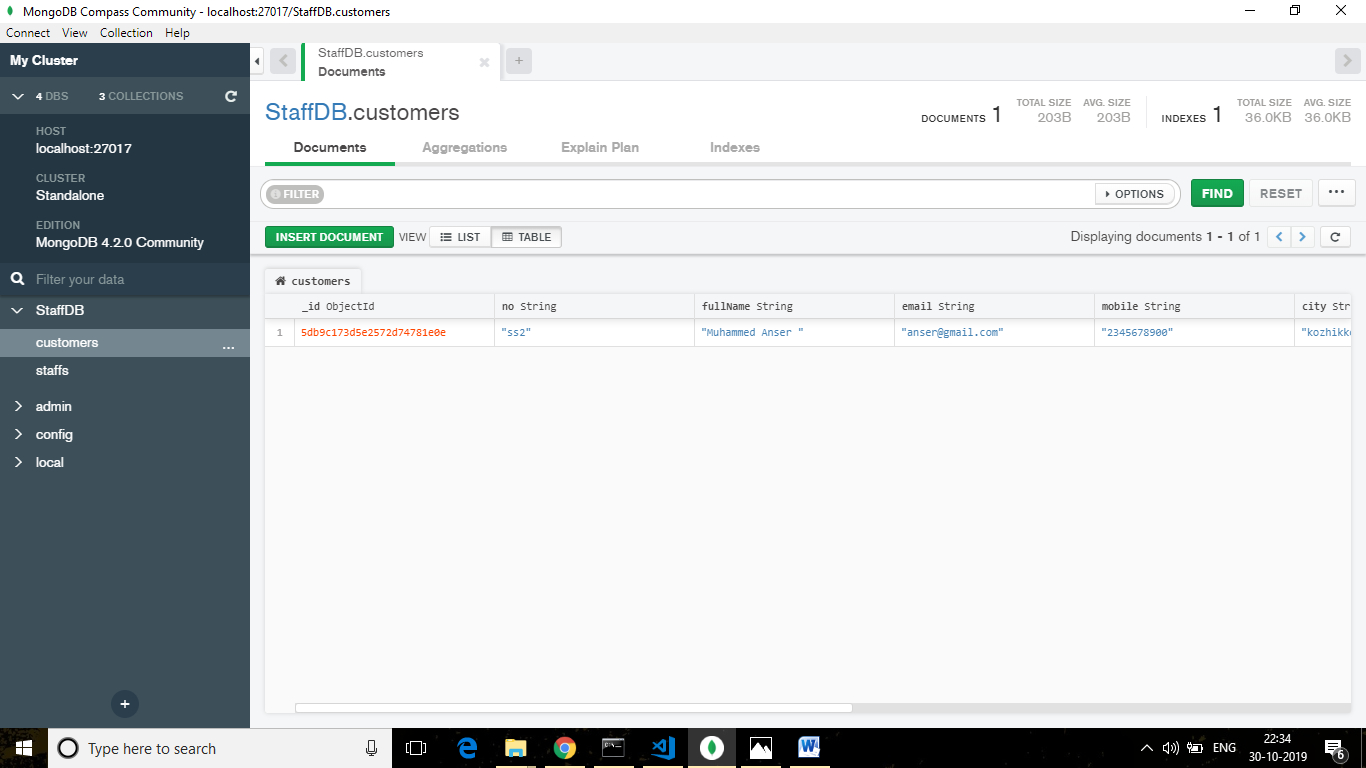 MongoDB Compass Community - localhost:27017/StaffDB.customers
Connect View Collection Help
My Cluster
4 DBS 3 COLLECTIONS
HOST
localhost:27017
CLUSTER
Standalone
EDITION
MongoDB 4.2.0 Community
Filter your data
StaffDB
customers ...
staffs
admin
config
local
+
StaffDB.customers
Documents
+
StaffDB.customers
DOCUMENTS 1 TOTAL SIZE 203B AVG. SIZE 203B INDEXES 1 TOTAL SIZE 36.0KB AVG. SIZE 36.0KB
Documents Aggregations Explain Plan Indexes
FILTER OPTIONS FIND RESET ...
INSERT DOCUMENT VIEW LIST TABLE Displaying documents 1 - 1 of 1
customers
_id ObjectId no String fullName String email String mobile String city Str
1 5db9c173d5e2572d74781e0e "ss2" "Muhammed Anser " "anser@gmail.com" "2345678900" "kozhikk
Type here to search
ENG
22:34
30-10-2019
6